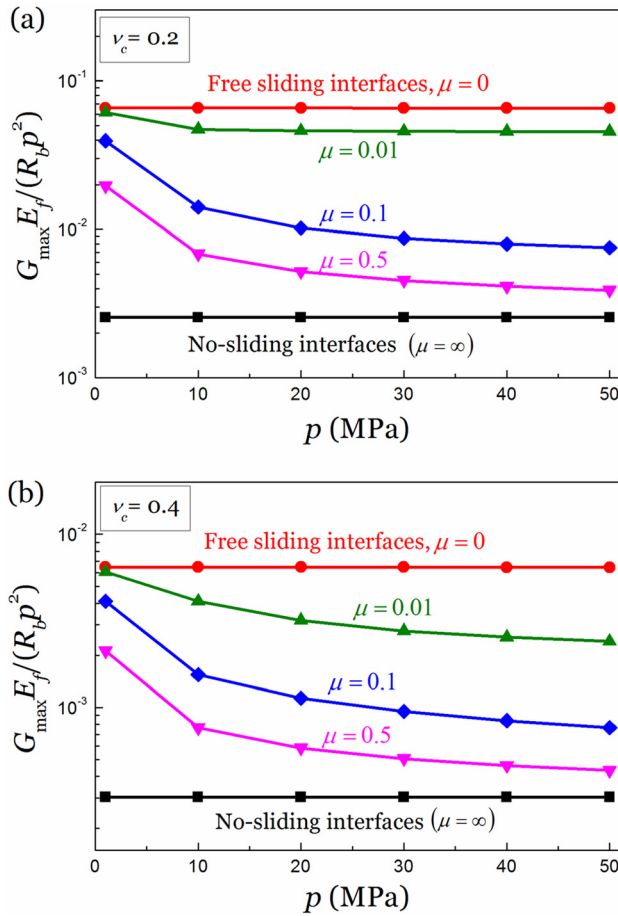 (a)
ν_c = 0.2
G_max E_f/(R_b p²)
10⁻¹
10⁻²
10⁻³
Free sliding interfaces, μ = 0
μ = 0.01
μ = 0.1
μ = 0.5
No-sliding interfaces (μ = ∞)
0 10 20 30 40 50
p (MPa)
(b)
ν_c = 0.4
G_max E_f/(R_b p²)
10⁻²
10⁻³
Free sliding interfaces, μ = 0
μ = 0.01
μ = 0.1
μ = 0.5
No-sliding interfaces (μ = ∞)
0 10 20 30 40 50
p (MPa)